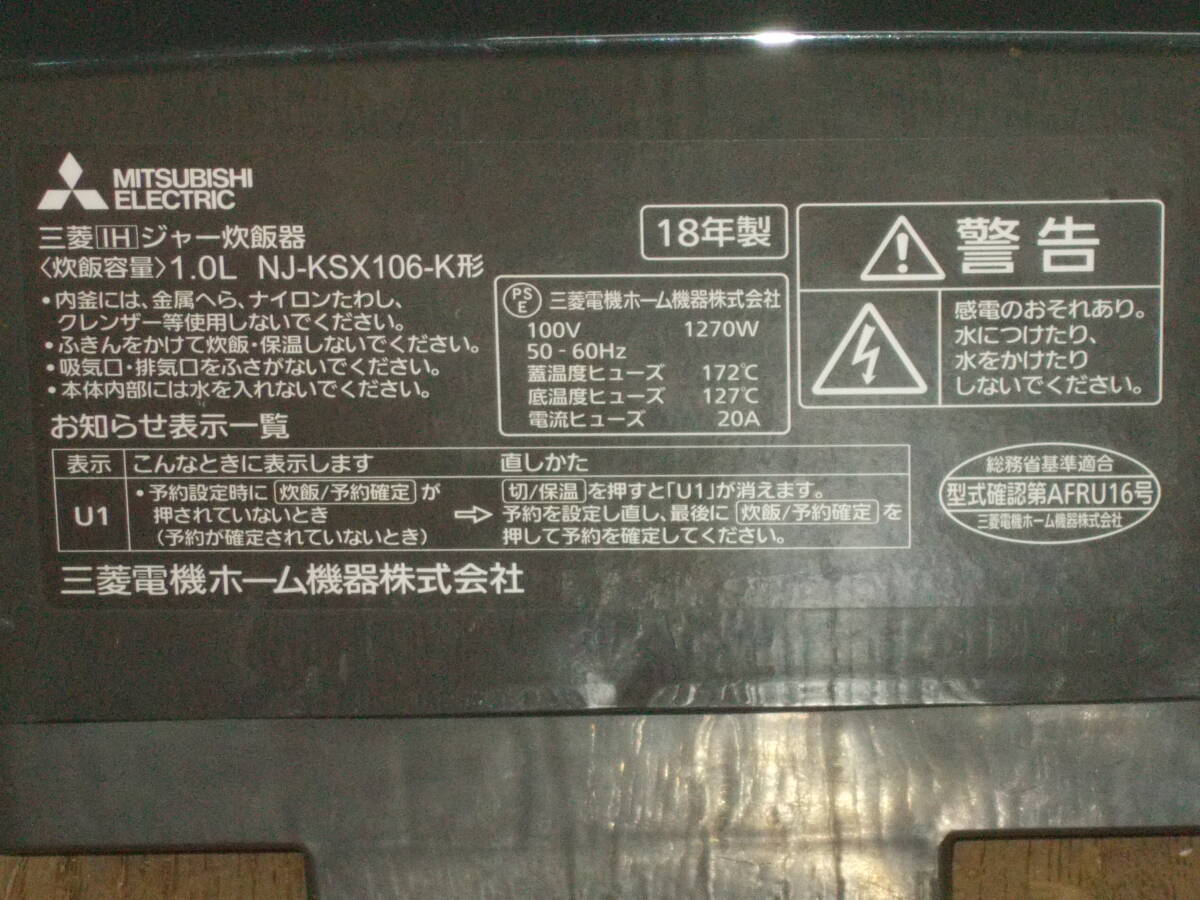 MITSUBISHI
ELECTRIC
三菱IHジャー炊飯器
〈炊飯容量〉1.0L NJ-KSX106-K形
・内釜には、金属へら、ナイロンたわし、
クレンザー等使用しないでください。
・ふきんをかけて炊飯・保温しないでください。
・吸気口・排気口をふさがないでください。
・本体内部には水を入れないでください。
18年製
PSE 三菱電機ホーム機器株式会社
100V 1270W
50-60Hz
蓋温度ヒューズ 172℃
底温度ヒューズ 127℃
電流ヒューズ 20A
警告
感電のおそれあり。
水につけたり、
水をかけたり
しないでください。
お知らせ表示一覧
表示 こんなときに表示します 直しかた
U1
・予約設定時に 炊飯/予約確定 が
押されていないとき
（予約が確定されていないとき）
⇨
切/保温 を押すと「U1」が消えます。
予約を設定し直し、最後に 炊飯/予約確定 を
押して予約を確定してください。
総務省基準適合
型式確認第AFRU16号
三菱電機ホーム機器株式会社
三菱電機ホーム機器株式会社